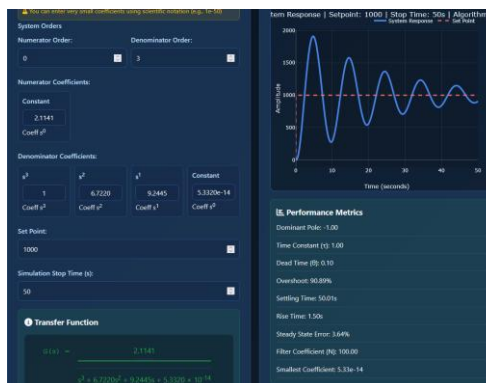 You can enter very small coefficients using scientific notation (e.g., 1e-50)
System Orders
Numerator Order:
Denominator Order:
0
3
Numerator Coefficients:
Constant
2.1141
Coeff s⁰
Denominator Coefficients:
s³
s²
s¹
Constant
1
6.7220
9.2445
5.3320e-14
Coeff s³
Coeff s²
Coeff s¹
Coeff s⁰
Set Point:
1000
Simulation Stop Time (s):
50
Transfer Function
G(s) =
2.1141
s³ + 6.7220s² + 9.2445s + 5.3320 × 10⁻¹⁴
tem Response | Setpoint: 1000 | Stop Time: 50s | Algorithm
System Response
Set Point
2000
1500
1000
500
0
Amplitude
0
10
20
30
40
50
Time (seconds)
Performance Metrics
Dominant Pole: -1.00
Time Constant (τ): 1.00
Dead Time (θ): 0.10
Overshoot: 90.89%
Settling Time: 50.01s
Rise Time: 1.50s
Steady State Error: 3.64%
Filter Coefficient (N): 100.00
Smallest Coefficient: 5.33e-14